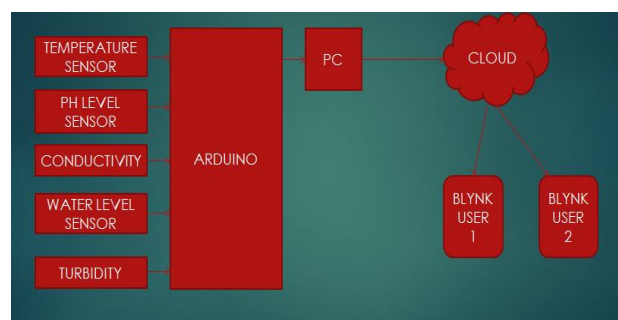 TEMPERATURE
SENSOR
PH LEVEL
SENSOR
CONDUCTIVITY
WATER LEVEL
SENSOR
TURBIDITY
ARDUINO
PC
CLOUD
BLYNK
USER
1
BLYNK
USER
2